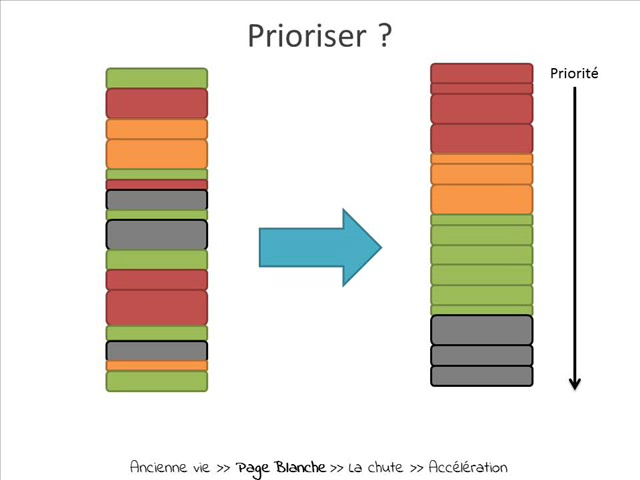 Prioriser ?
Priorité
Ancienne vie >> Page Blanche >> La chute >> Accélération